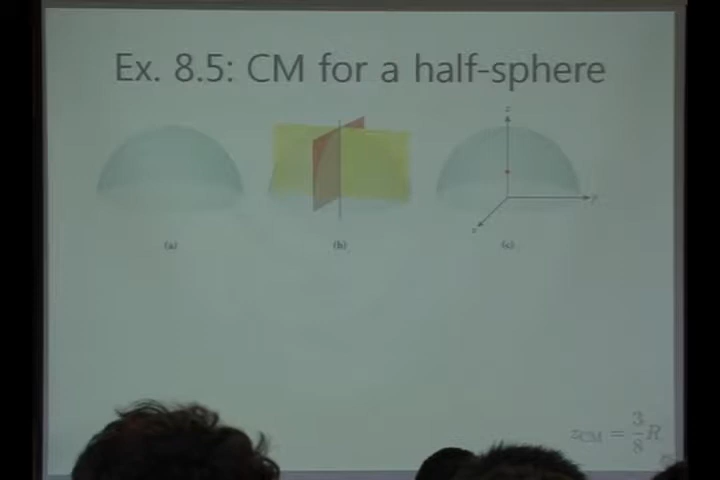 Ex. 8.5: CM for a half-sphere
z
y
x
(a)
(b)
(c)
z_CM = 3/8 R